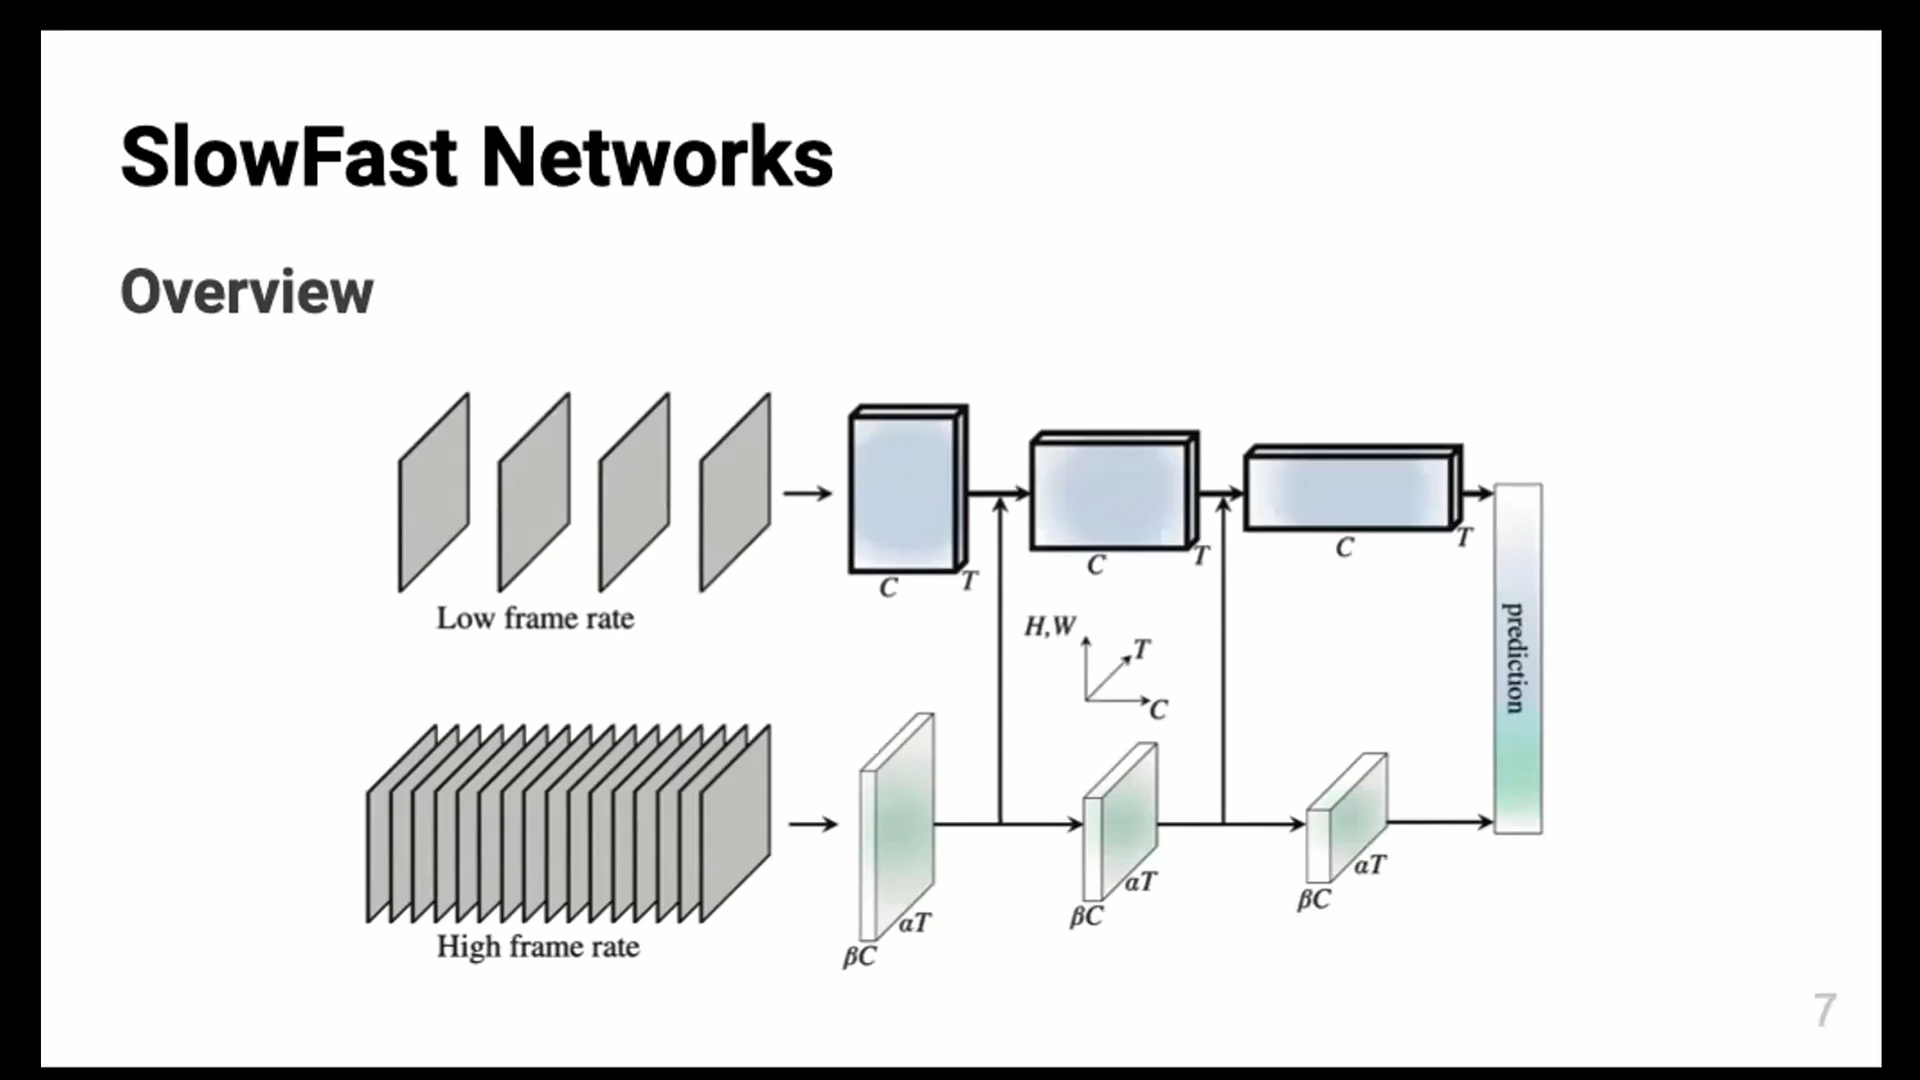 SlowFast Networks
Overview
C
T
C
T
C
T
Low frame rate
H,W
T
C
prediction
αT
βC
αT
βC
αT
βC
High frame rate
7